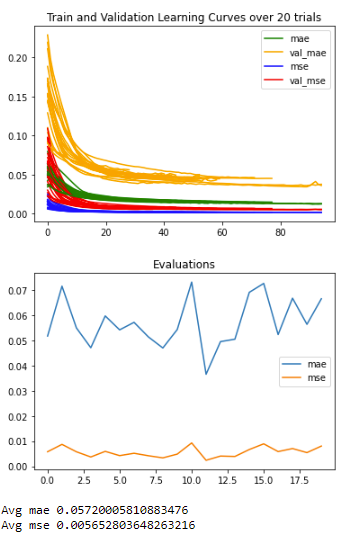 Train and Validation Learning Curves over 20 trials
mae
val_mae
mse
val_mse
0.20
0.15
0.10
0.05
0.00
0 20 40 60 80
Evaluations
0.07
0.06
0.05
0.04
0.03
0.02
0.01
0.00
mae
mse
0.0 2.5 5.0 7.5 10.0 12.5 15.0 17.5
Avg mae 0.05720005810883476
Avg mse 0.005652803648263216